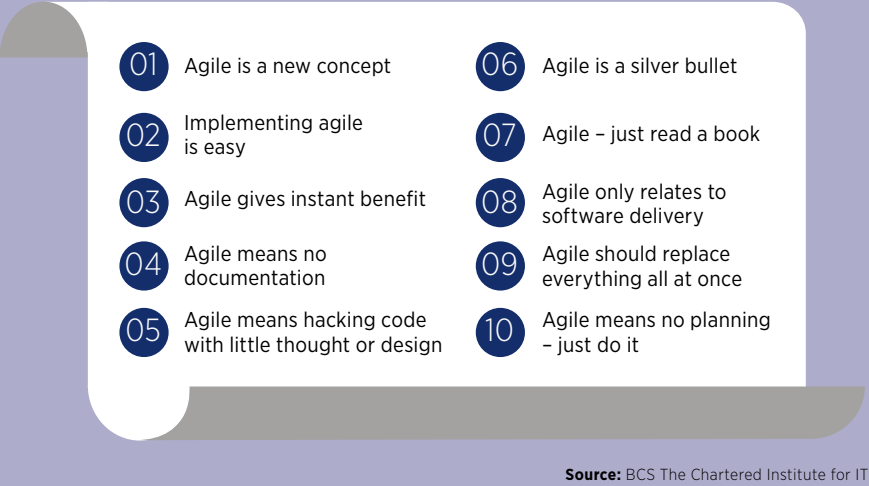 01 Agile is a new concept
02 Implementing agile
is easy
03 Agile gives instant benefit
04 Agile means no
documentation
05 Agile means hacking code
with little thought or design
06 Agile is a silver bullet
07 Agile – just read a book
08 Agile only relates to
software delivery
09 Agile should replace
everything all at once
10 Agile means no planning
– just do it
Source: BCS The Chartered Institute for IT